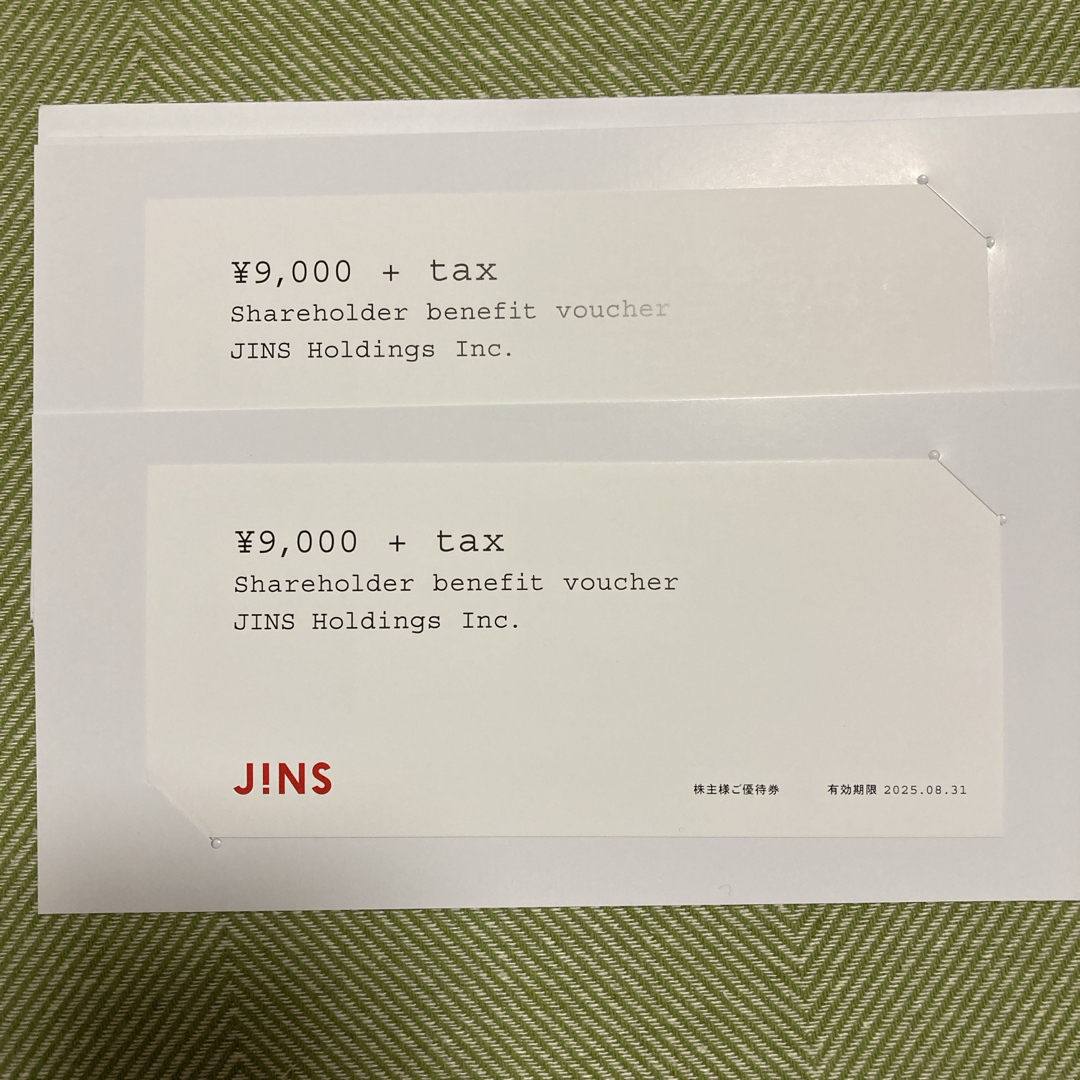 ¥9,000 + tax
Shareholder benefit voucher
JINS Holdings Inc.
¥9,000 + tax
Shareholder benefit voucher
JINS Holdings Inc.
J!NS
株主様ご優待券 有効期限 2025.08.31